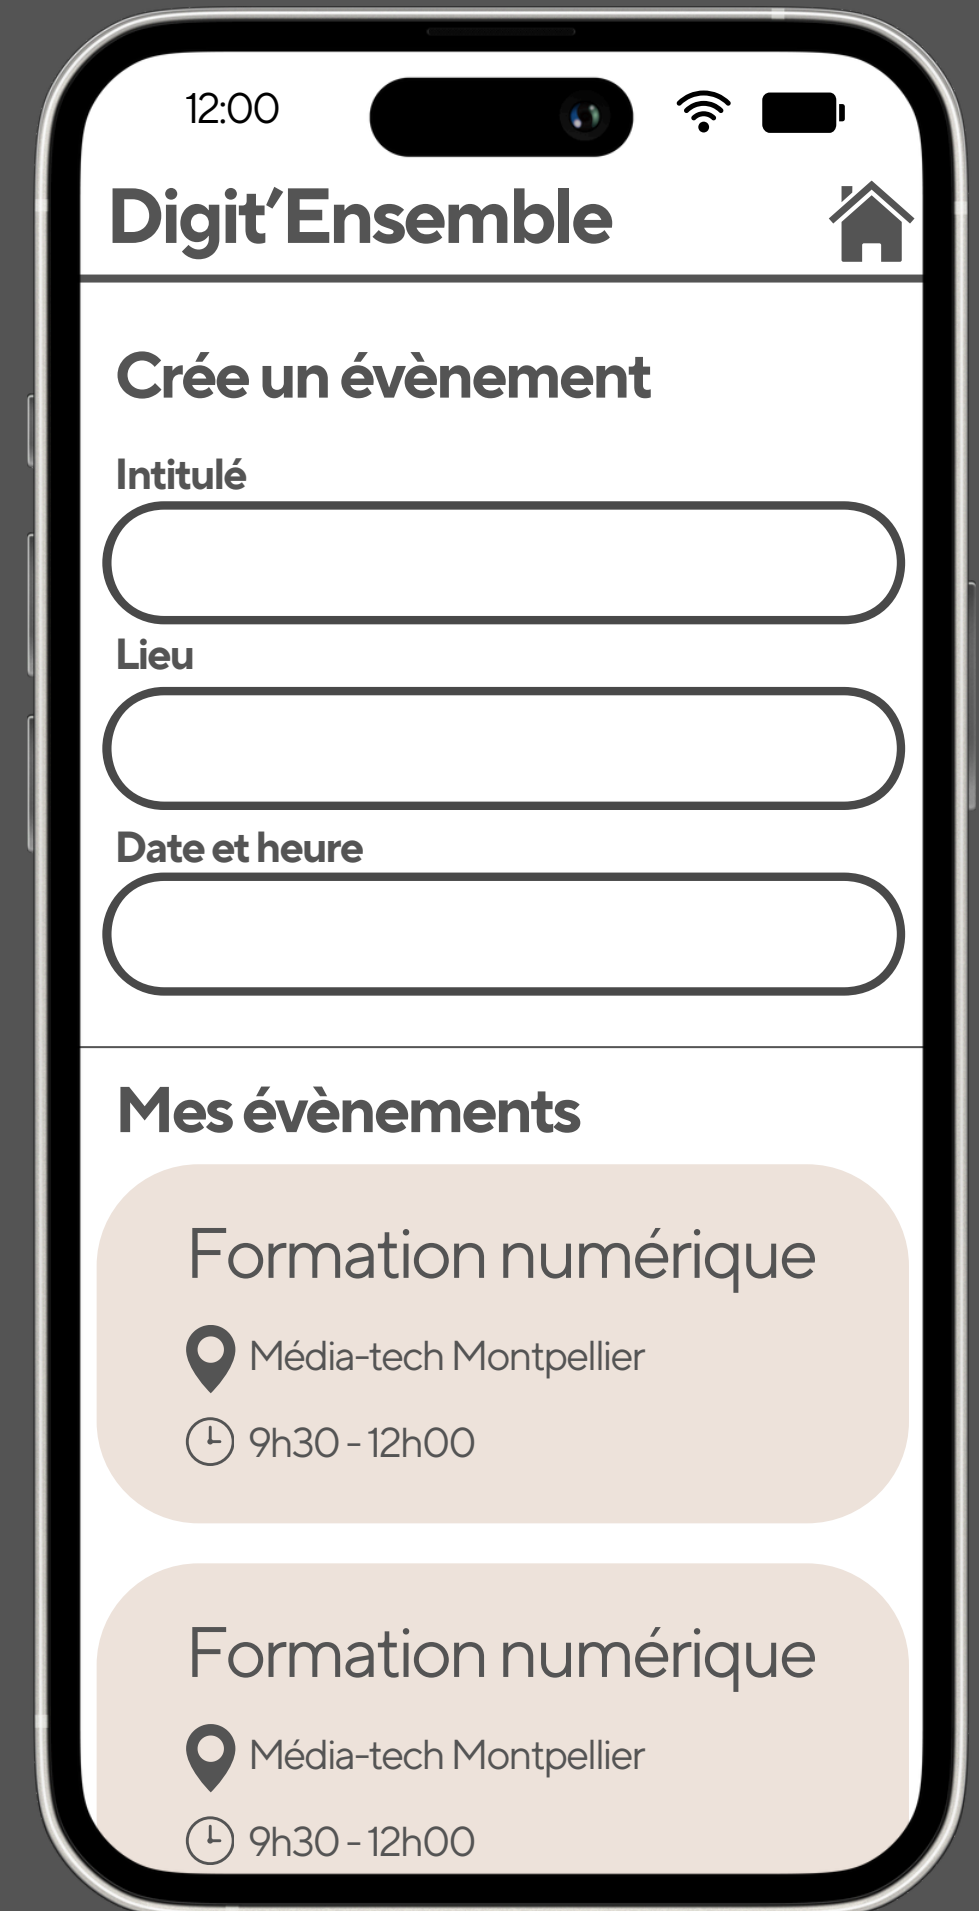 12:00
Digit’Ensemble
Crée un évènement
Intitulé
Lieu
Date et heure
Mes évènements
Formation numérique
Média-tech Montpellier
9h30 - 12h00
Formation numérique
Média-tech Montpellier
9h30 - 12h00